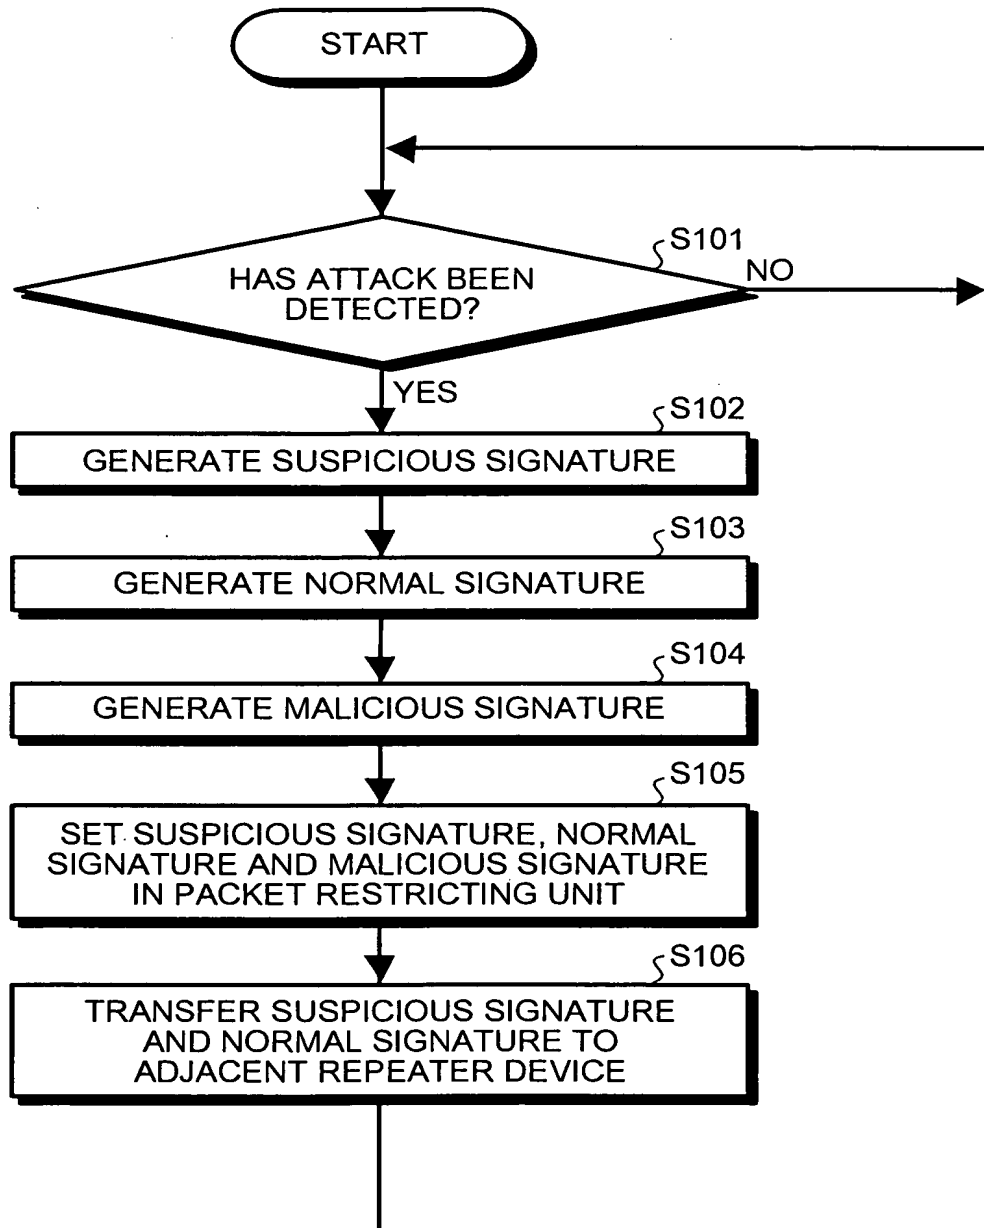 START
S101
HAS ATTACK BEEN
DETECTED?
NO
YES
S102
GENERATE SUSPICIOUS SIGNATURE
S103
GENERATE NORMAL SIGNATURE
S104
GENERATE MALICIOUS SIGNATURE
S105
SET SUSPICIOUS SIGNATURE, NORMAL
SIGNATURE AND MALICIOUS SIGNATURE
IN PACKET RESTRICTING UNIT
S106
TRANSFER SUSPICIOUS SIGNATURE
AND NORMAL SIGNATURE TO
ADJACENT REPEATER DEVICE